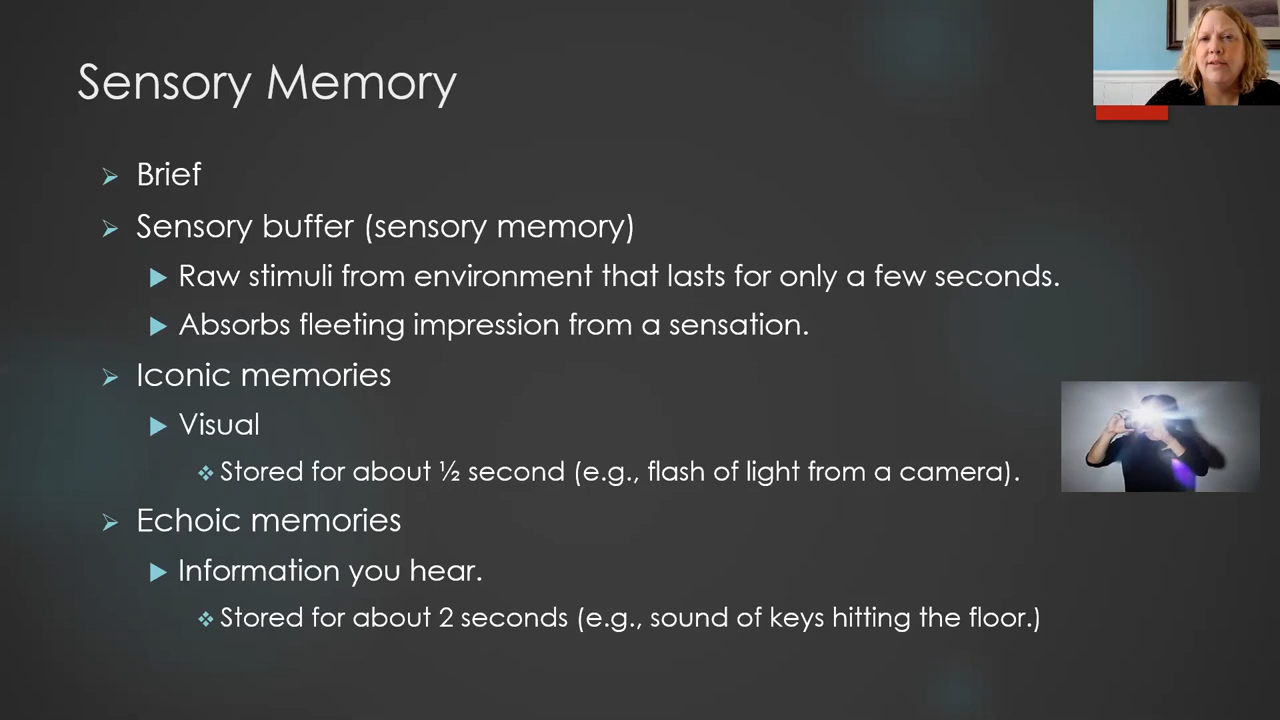 Sensory Memory
Brief
Sensory buffer (sensory memory)
Raw stimuli from environment that lasts for only a few seconds.
Absorbs fleeting impression from a sensation.
Iconic memories
Visual
Stored for about ½ second (e.g., flash of light from a camera).
Echoic memories
Information you hear.
Stored for about 2 seconds (e.g., sound of keys hitting the floor.)